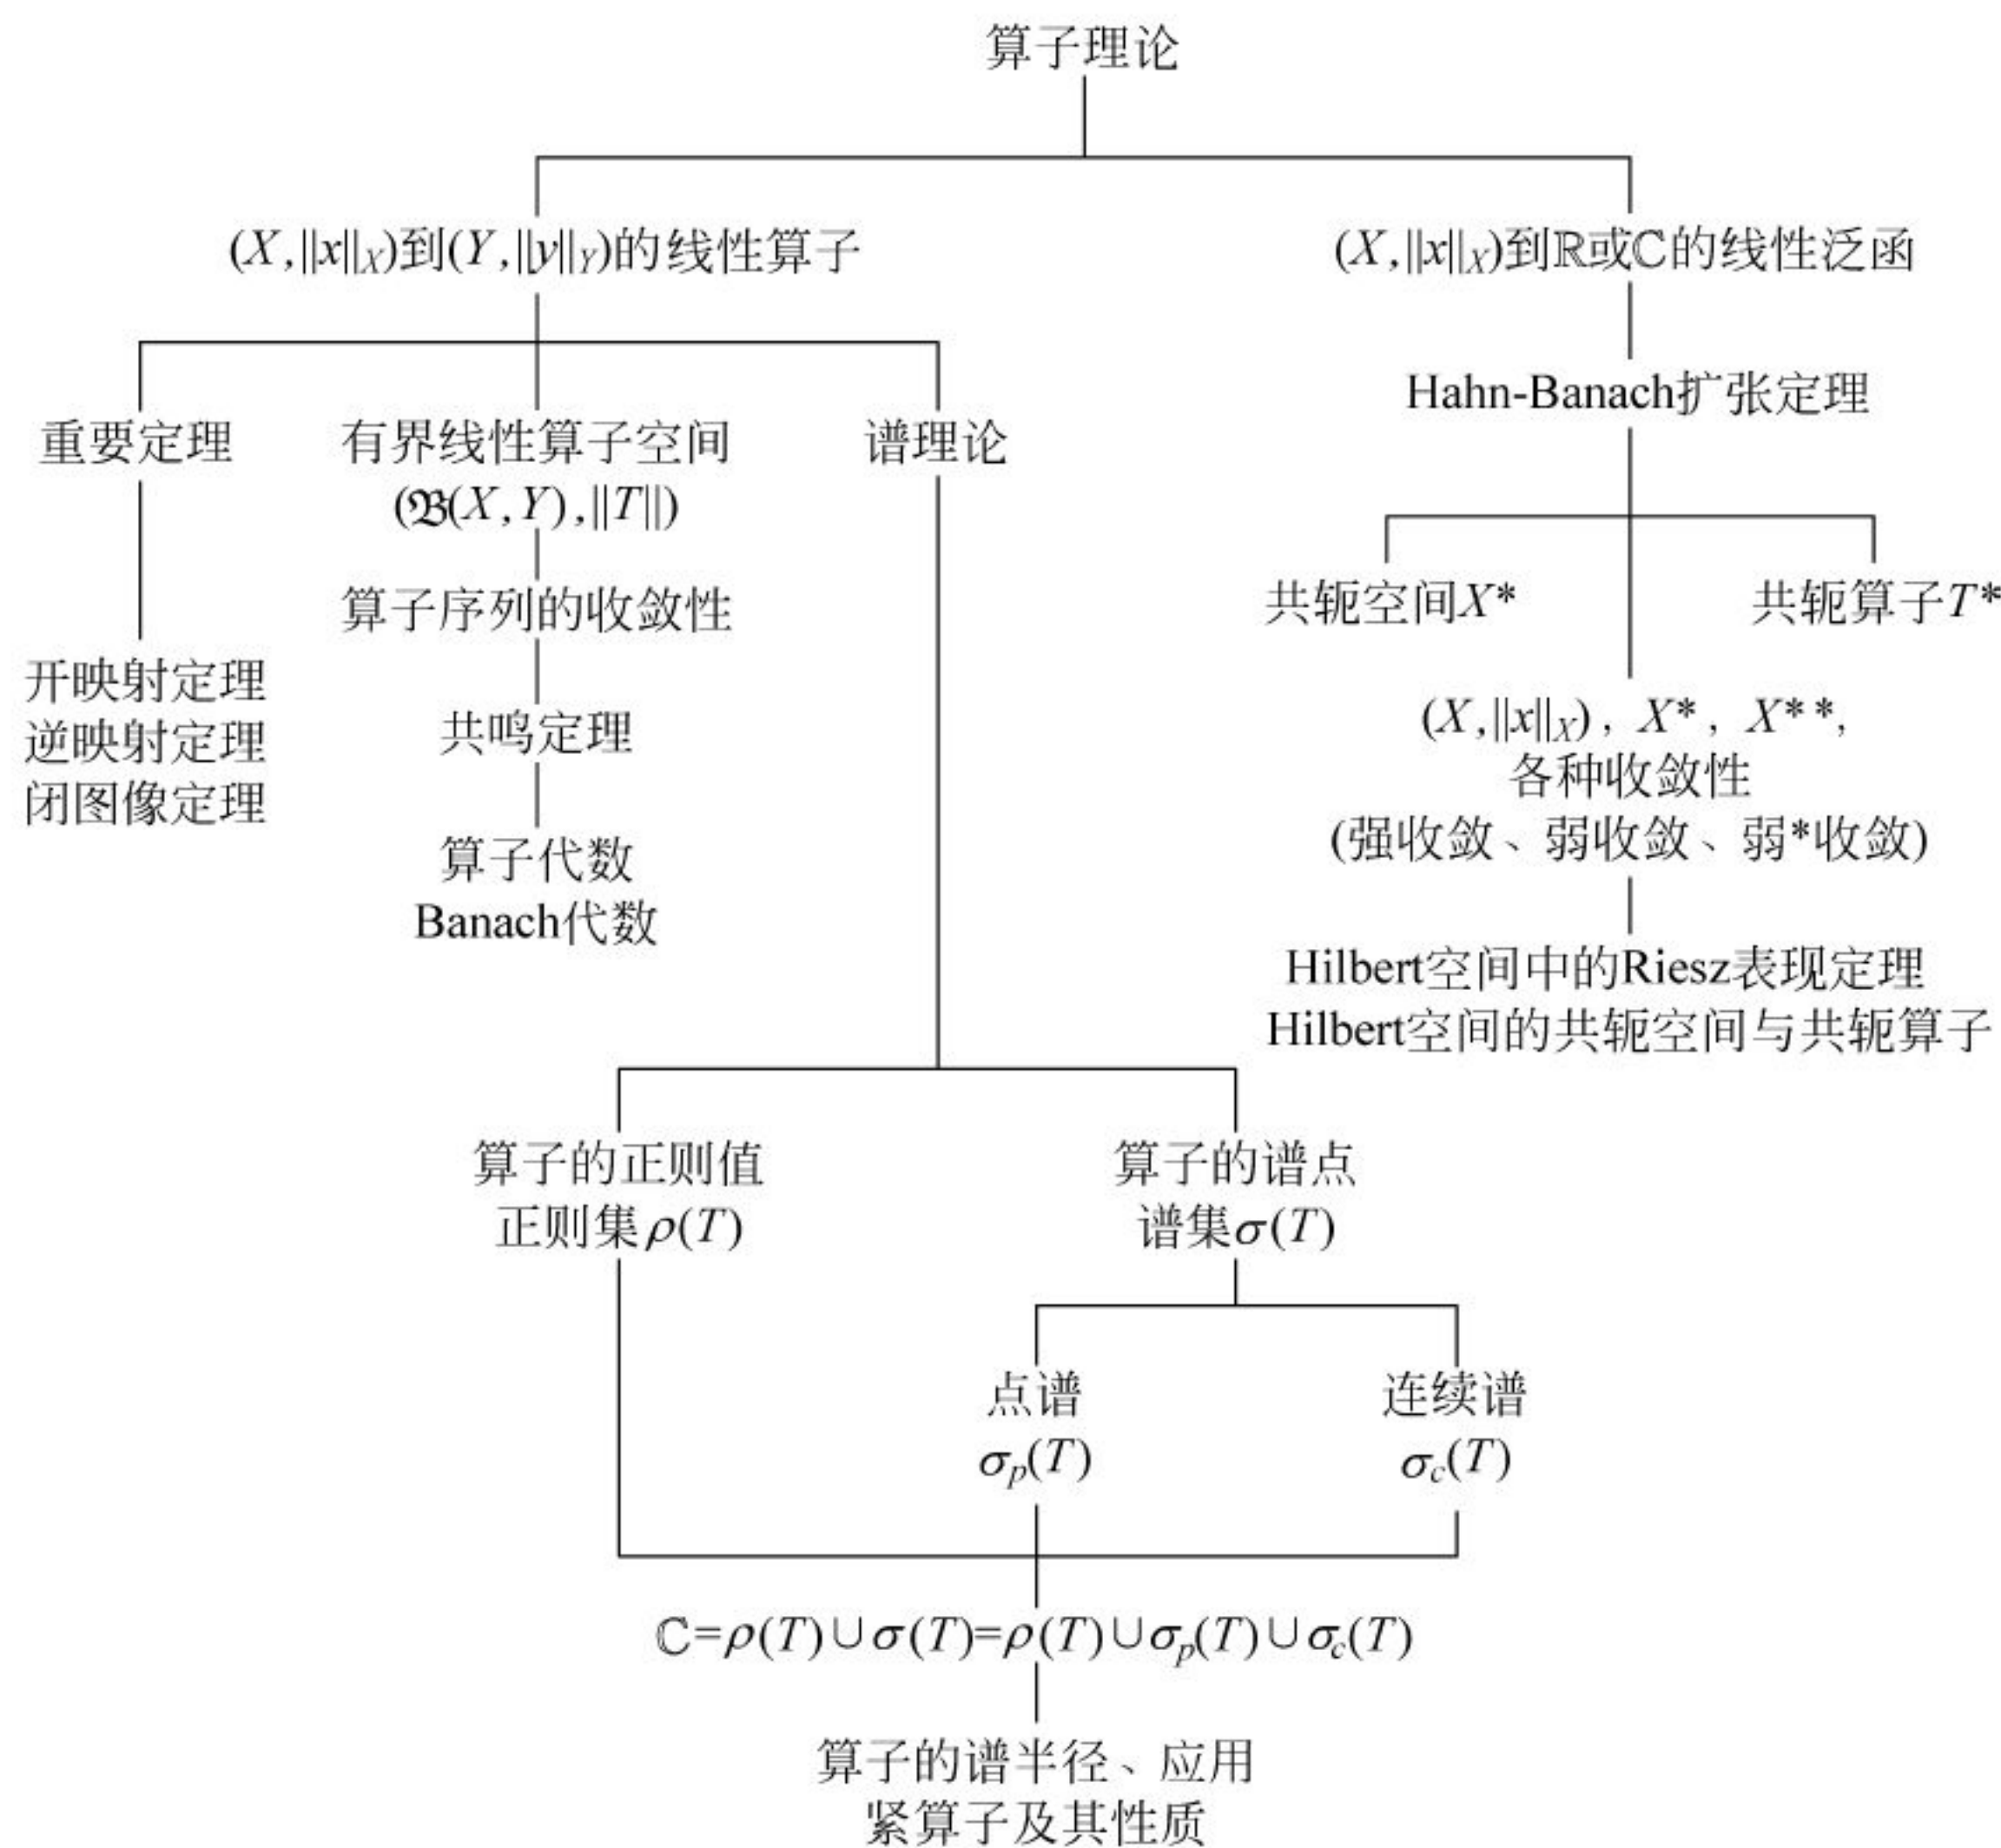 算子理论
(X,||x||_X)到(Y,||y||_Y)的线性算子
(X,||x||_X)到ℝ或ℂ的线性泛函
重要定理
有界线性算子空间
(𝔅(X,Y),||T||)
谱理论
Hahn-Banach扩张定理
算子序列的收敛性
共鸣定理
算子代数
Banach代数
开映射定理
逆映射定理
闭图像定理
共轭空间X*
共轭算子T*
(X,||x||_X), X*, X**,
各种收敛性
(强收敛、弱收敛、弱*收敛)
Hilbert空间中的Riesz表现定理
Hilbert空间的共轭空间与共轭算子
算子的正则值
正则集ρ(T)
算子的谱点
谱集σ(T)
点谱
σ_p(T)
连续谱
σ_c(T)
ℂ=ρ(T)∪σ(T)=ρ(T)∪σ_p(T)∪σ_c(T)
算子的谱半径、应用
紧算子及其性质